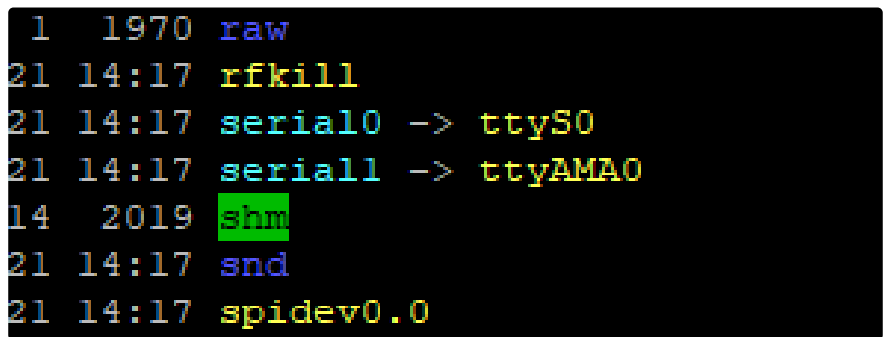 1 1970 raw
21 14:17 rfkill
21 14:17 serial0 -> ttyS0
21 14:17 serial1 -> ttyAMA0
14 2019 shm
21 14:17 snd
21 14:17 spidev0.0